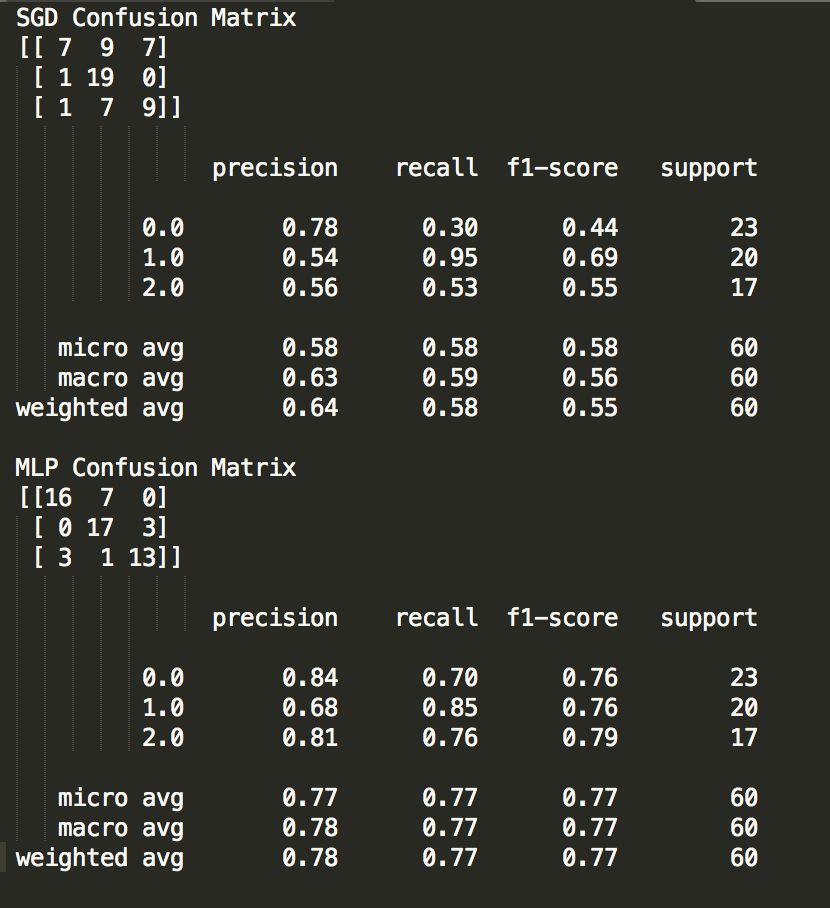 SGD Confusion Matrix
[[ 7  9  7]
 [ 1 19  0]
 [ 1  7  9]]
              precision    recall  f1-score   support
         0.0       0.78      0.30      0.44        23
         1.0       0.54      0.95      0.69        20
         2.0       0.56      0.53      0.55        17
   micro avg       0.58      0.58      0.58        60
   macro avg       0.63      0.59      0.56        60
weighted avg       0.64      0.58      0.55        60
MLP Confusion Matrix
[[16  7  0]
 [ 0 17  3]
 [ 3  1 13]]
              precision    recall  f1-score   support
         0.0       0.84      0.70      0.76        23
         1.0       0.68      0.85      0.76        20
         2.0       0.81      0.76      0.79        17
   micro avg       0.77      0.77      0.77        60
   macro avg       0.78      0.77      0.77        60
weighted avg       0.78      0.77      0.77        60